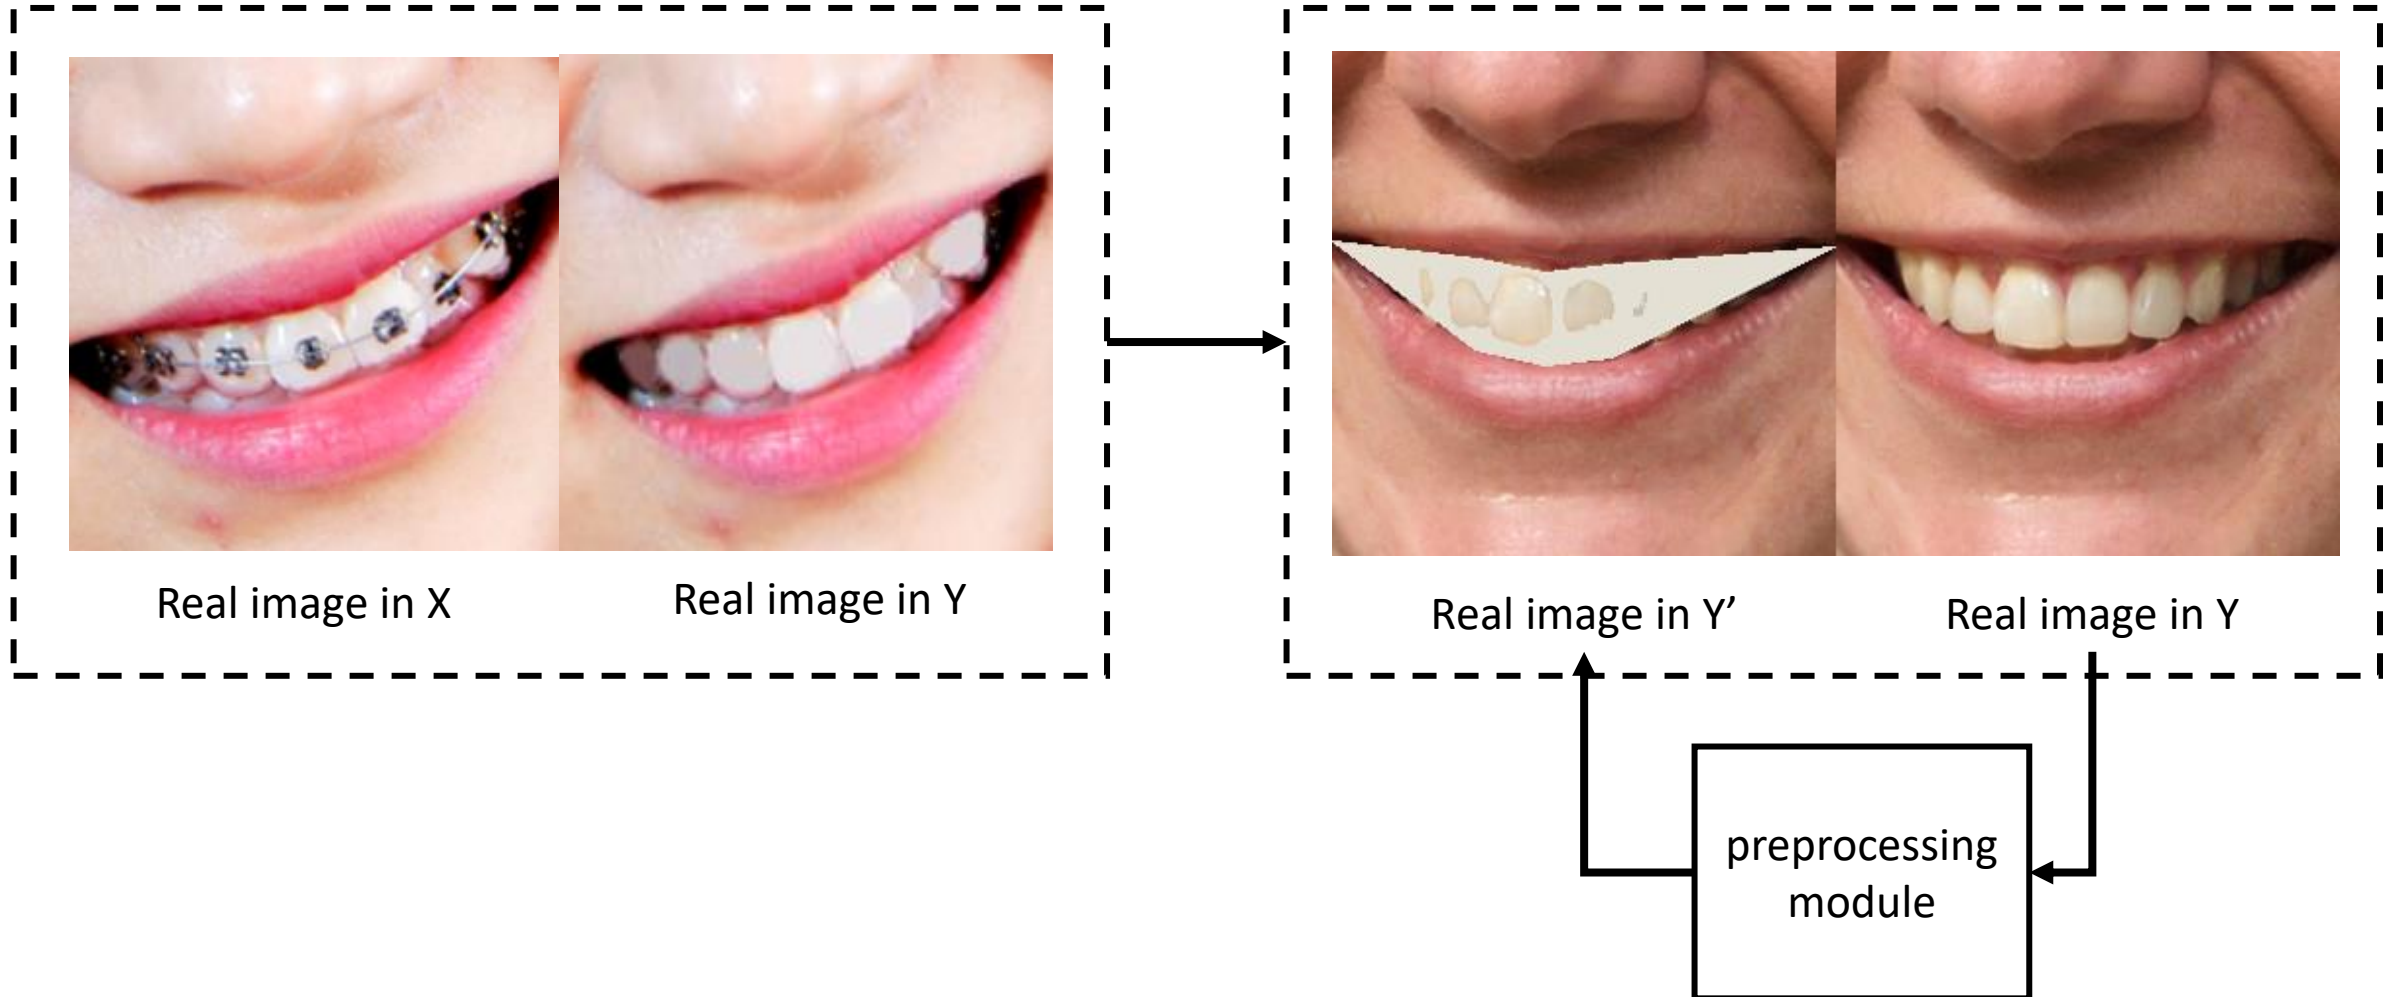 Real image in X
Real image in Y
Real image in Y’
Real image in Y
preprocessing
module